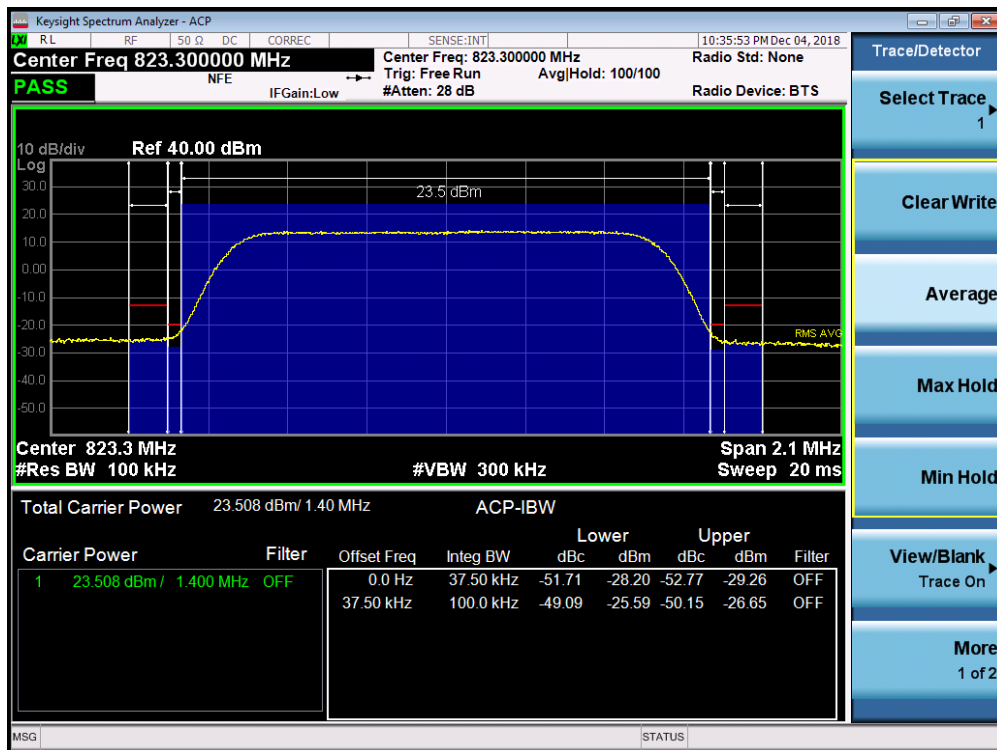 Keysight Spectrum Analyzer - ACP
LXI RL RF 50 Ω DC CORREC SENSE:INT 10:35:53 PM Dec 04, 2018
Center Freq 823.300000 MHz
Center Freq: 823.300000 MHz Radio Std: None
NFE Trig: Free Run Avg|Hold: 100/100
PASS IFGain:Low #Atten: 28 dB Radio Device: BTS
10 dB/div Ref 40.00 dBm
Log
30.0
23.5 dBm
20.0
10.0
0.00
-10.0
-20.0
RMS AVG
-30.0
-40.0
-50.0
Center 823.3 MHz Span 2.1 MHz
#Res BW 100 kHz #VBW 300 kHz Sweep 20 ms
Total Carrier Power 23.508 dBm/ 1.40 MHz ACP-IBW
Lower Upper
Carrier Power Filter Offset Freq Integ BW dBc dBm dBc dBm Filter
1 23.508 dBm / 1.400 MHz OFF 0.0 Hz 37.50 kHz -51.71 -28.20 -52.77 -29.26 OFF
37.50 kHz 100.0 kHz -49.09 -25.59 -50.15 -26.65 OFF
MSG STATUS
Trace/Detector
Select Trace
1
Clear Write
Average
Max Hold
Min Hold
View/Blank
Trace On
More
1 of 2